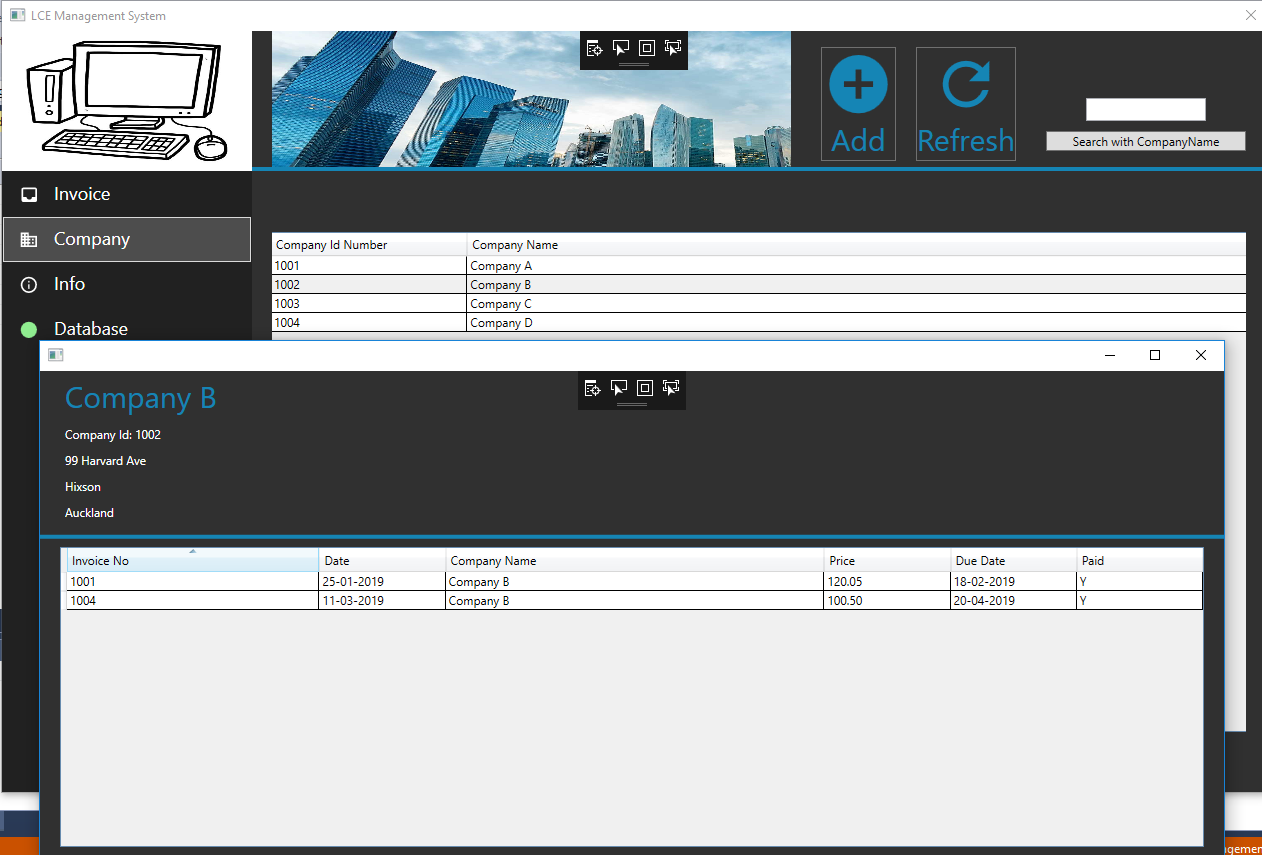 LCE Management System
Add
Refresh
Search with CompanyName
Invoice
Company
Info
Database
Company Id Number Company Name
1001 Company A
1002 Company B
1003 Company C
1004 Company D
Company B
Company Id: 1002
99 Harvard Ave
Hixson
Auckland
Invoice No Date Company Name Price Due Date Paid
1001 25-01-2019 Company B 120.05 18-02-2019 Y
1004 11-03-2019 Company B 100.50 20-04-2019 Y